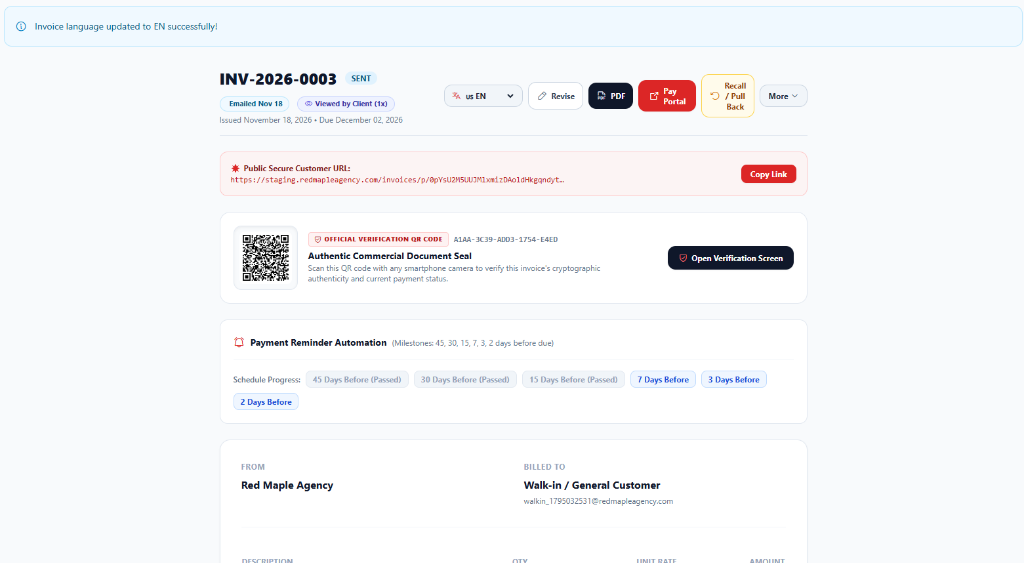 Invoice language updated to EN successfully!
INV-2026-0003 SENT
Emailed Nov 18 Viewed by Client (1x)
Issued November 18, 2026 • Due December 02, 2026
us EN
Revise
PDF
Pay
Portal
Recall
/ Pull
Back
More
Public Secure Customer URL:
Copy Link
OFFICIAL VERIFICATION QR CODE A1AA-3C39-ADD3-1754-E4ED
Authentic Commercial Document Seal
Scan this QR code with any smartphone camera to verify this invoice's cryptographic
authenticity and current payment status.
Open Verification Screen
Payment Reminder Automation (Milestones: 45, 30, 15, 7, 3, 2 days before due)
Schedule Progress: 45 Days Before (Passed) 30 Days Before (Passed) 15 Days Before (Passed) 7 Days Before 3 Days Before
2 Days Before
FROM
Red Maple Agency
BILLED TO
Walk-in / General Customer
walkin_1795032531@redmapleagency.com
DESCRIPTION QTY UNIT RATE AMOUNT